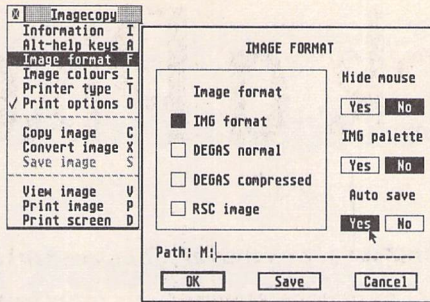 Imagecopy
Information I
Alt-help keys A
Image format F
Image colours L
Printer type T
✓ Print options O
Copy image C
Convert image X
Save image S
View image V
Print image P
Print screen D
IMAGE FORMAT
Image format
IMG format
DEGAS normal
DEGAS compressed
RSC image
Hide mouse
Yes No
IMG palette
Yes No
Auto save
Yes No
Path: M:
OK Save Cancel